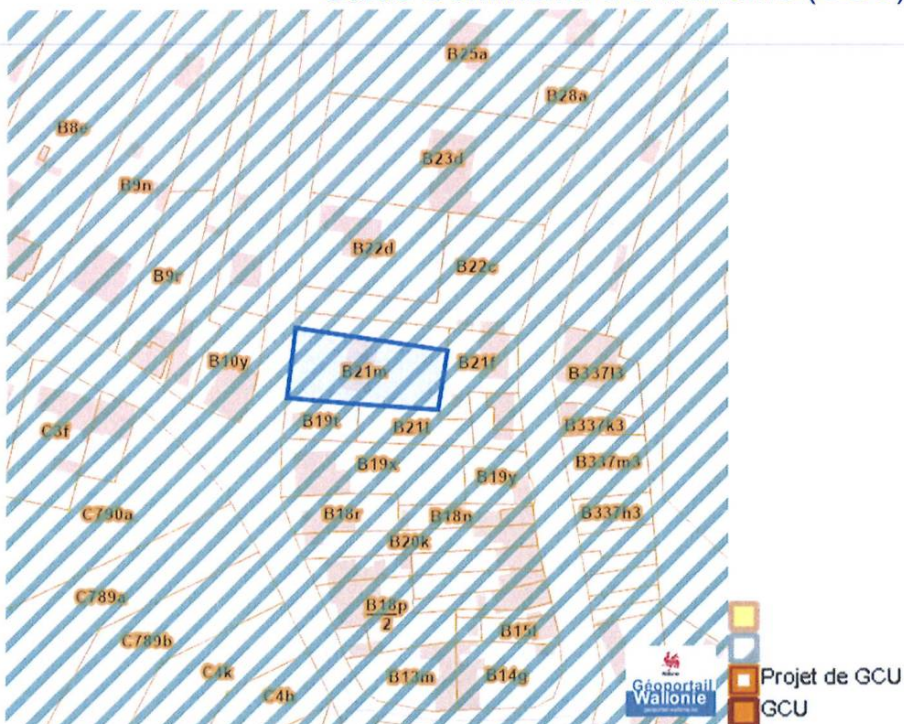 B25a
B28a
B8e
B23d
B9n
B22d
B22c
B9r
B10y
B21m
B21f
B337l3
B19t
B21l
B337k3
C3f
B19x
B337m3
B19y
C790a
B18r
B18n
B337h3
B20k
C789a
B18p
2
B15l
C789b
C4k
B13m
B14g
C4h
Géoportail
Wallonie
Projet de GCU
GCU